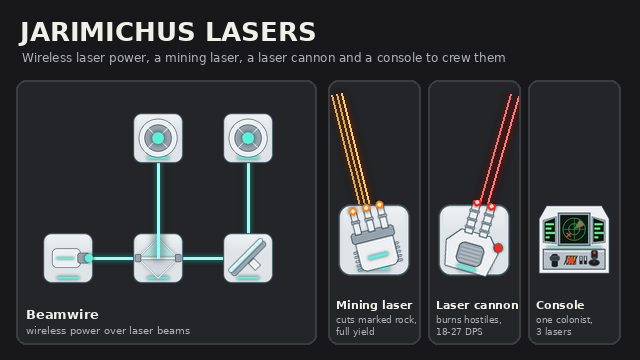 JARIMICHUS LASERS
Wireless laser power, a mining laser, a laser cannon and a console to crew them
Beamwire
wireless power over laser beams
Mining laser
cuts marked rock,
full yield
Laser cannon
burns hostiles,
18-27 DPS
Console
one colonist,
3 lasers